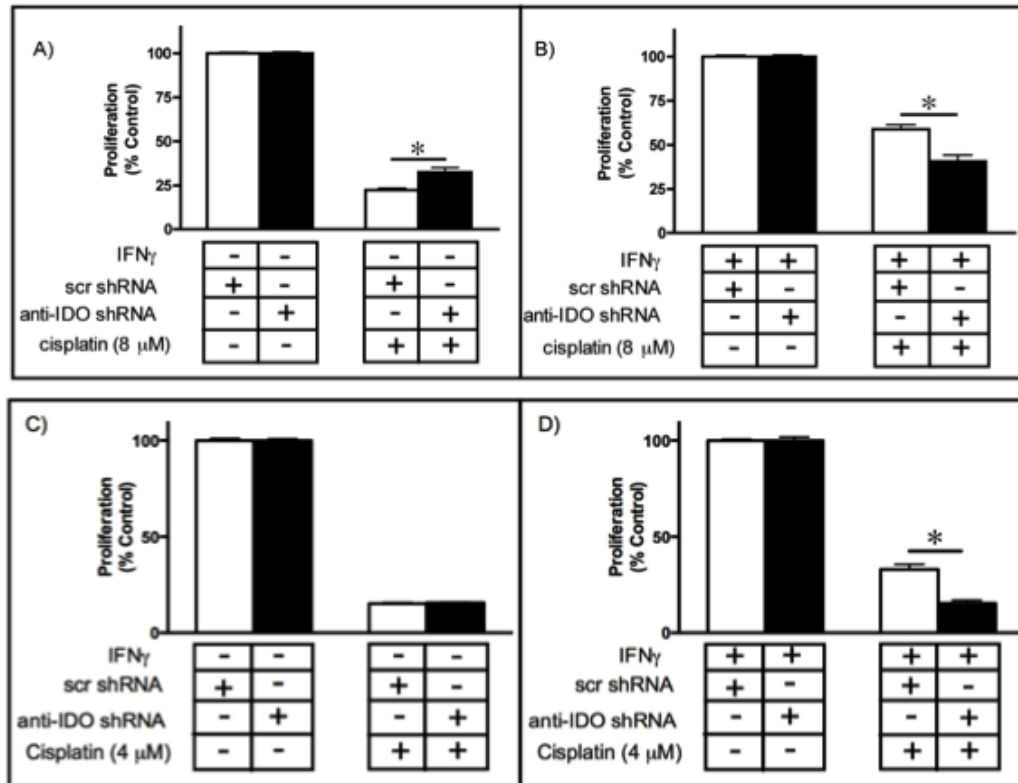 A)
Proliferation
(% Control)
100
75
50
25
0
*
IFNγ - - - -
scr shRNA + - + -
anti-IDO shRNA - + - +
cisplatin (8 μM) - - + +
B)
Proliferation
(% Control)
100
75
50
25
0
*
IFNγ + + + +
scr shRNA + - + -
anti-IDO shRNA - + - +
cisplatin (8 μM) - - + +
C)
Proliferation
(% Control)
100
50
0
IFNγ - - - -
scr shRNA + - + -
anti-IDO shRNA - + - +
Cisplatin (4 μM) - - + +
D)
Proliferation
(% Control)
100
50
0
*
IFNγ + + + +
scr shRNA + - + -
anti-IDO shRNA - + - +
Cisplatin (4 μM) - - + +